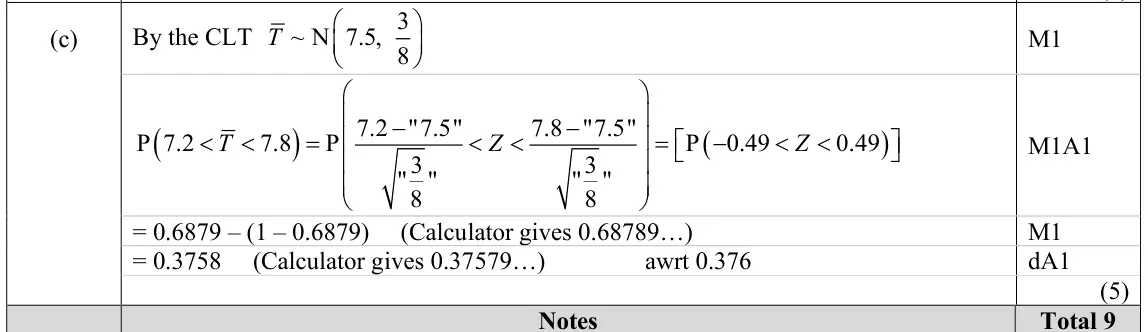 (c) By the CLT T̅ ~ N(7.5, 3/8) M1
P(7.2 < T̅ < 7.8) = P((7.2 – "7.5")/√("3/8") < Z < (7.8 – "7.5")/√("3/8")) = [P(–0.49 < Z < 0.49)] M1A1
= 0.6879 – (1 – 0.6879) (Calculator gives 0.68789…) M1
= 0.3758 (Calculator gives 0.37579…) awrt 0.376 dA1
(5)
Notes Total 9